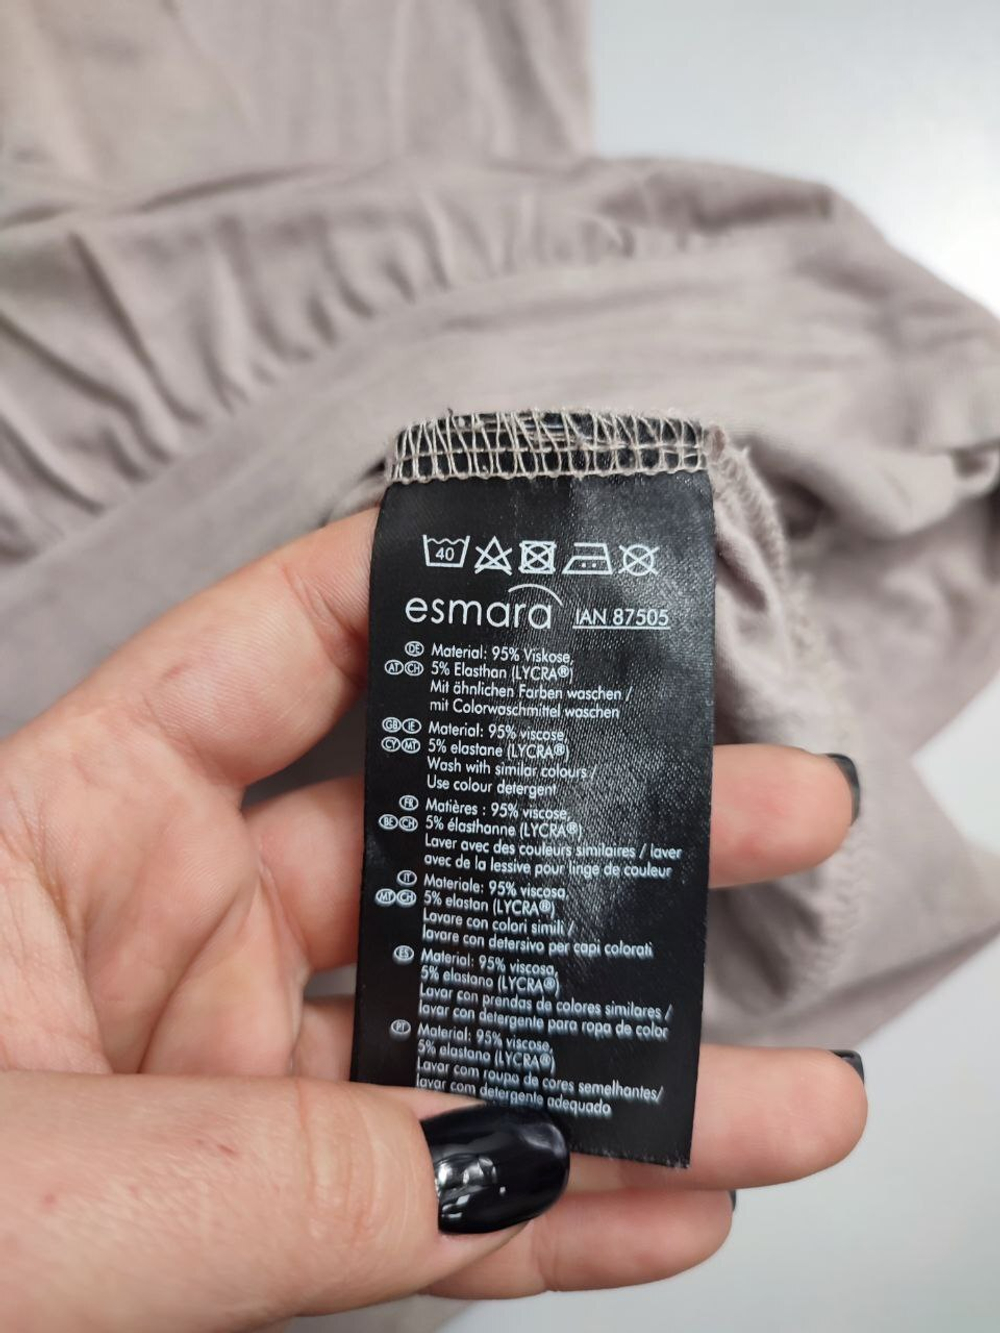 40
esmara IAN 87505
DE Material: 95% Viskose,
AT CH 5% Elasthan (LYCRA®)
Mit ähnlichen Farben waschen /
mit Colorwaschmittel waschen
GB IE Material: 95% viscose,
CY MT 5% elastane (LYCRA®)
Wash with similar colours /
Use colour detergent
FR Matières : 95% viscose,
BE CH 5% élasthanne (LYCRA®)
Laver avec des couleurs similaires / laver
avec de la lessive pour linge de couleur
IT Materiale: 95% viscosa,
MT CH 5% elastan (LYCRA®)
Lavare con colori simili /
lavare con detersivo per capi colorati
ES Material: 95% viscosa,
5% elastano (LYCRA®)
Lavar con prendas de colores similares /
lavar con detergente para ropa de color
PT Material: 95% viscose,
5% elastano (LYCRA®)
Lavar com roupa de cores semelhantes/
lavar com detergente adequado